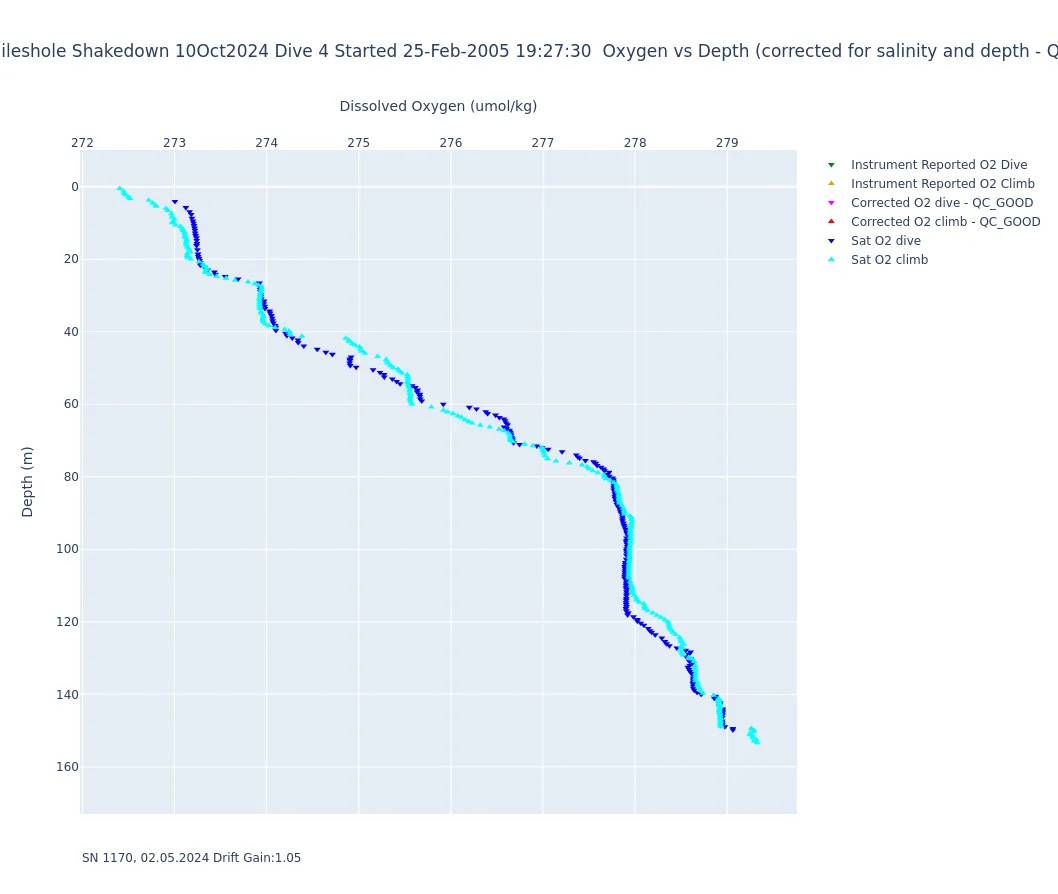 ileshole Shakedown 10Oct2024 Dive 4 Started 25-Feb-2005 19:27:30  Oxygen vs Depth (corrected for salinity and depth - Q
Dissolved Oxygen (umol/kg)
272 273 274 275 276 277 278 279
0
20
40
60
80
100
120
140
160
Depth (m)
Instrument Reported O2 Dive
Instrument Reported O2 Climb
Corrected O2 dive - QC_GOOD
Corrected O2 climb - QC_GOOD
Sat O2 dive
Sat O2 climb
SN 1170, 02.05.2024 Drift Gain:1.05